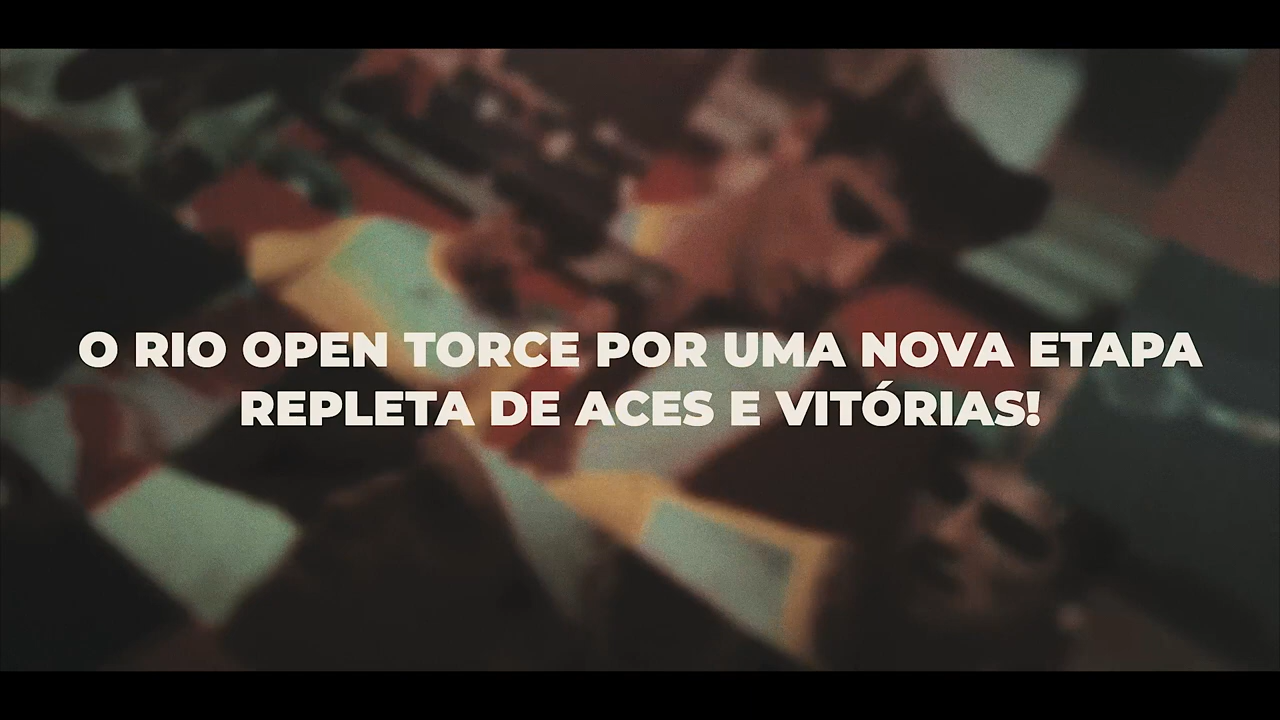 O RIO OPEN TORCE POR UMA NOVA ETAPA
REPLETA DE ACES E VITÓRIAS!